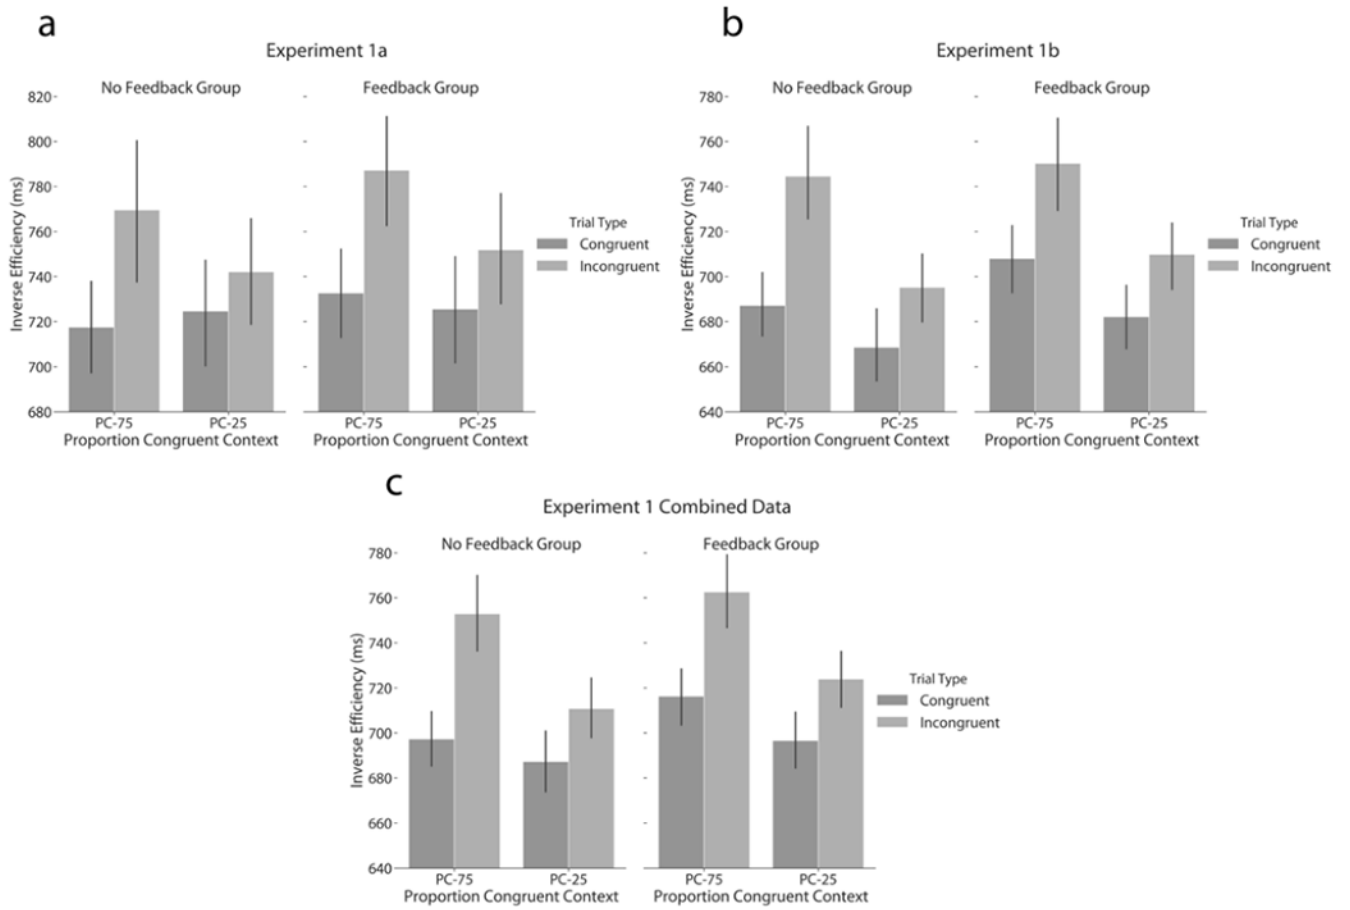 a
Experiment 1a
No Feedback Group
Feedback Group
820
800
780
760
740
720
700
680
Inverse Efficiency (ms)
PC-75
PC-25
PC-75
PC-25
Proportion Congruent Context
Proportion Congruent Context
Trial Type
Congruent
Incongruent
b
Experiment 1b
No Feedback Group
Feedback Group
780
760
740
720
700
680
660
640
Inverse Efficiency (ms)
PC-75
PC-25
PC-75
PC-25
Proportion Congruent Context
Proportion Congruent Context
Trial Type
Congruent
Incongruent
c
Experiment 1 Combined Data
No Feedback Group
Feedback Group
780
760
740
720
700
680
660
640
Inverse Efficiency (ms)
PC-75
PC-25
PC-75
PC-25
Proportion Congruent Context
Proportion Congruent Context
Trial Type
Congruent
Incongruent